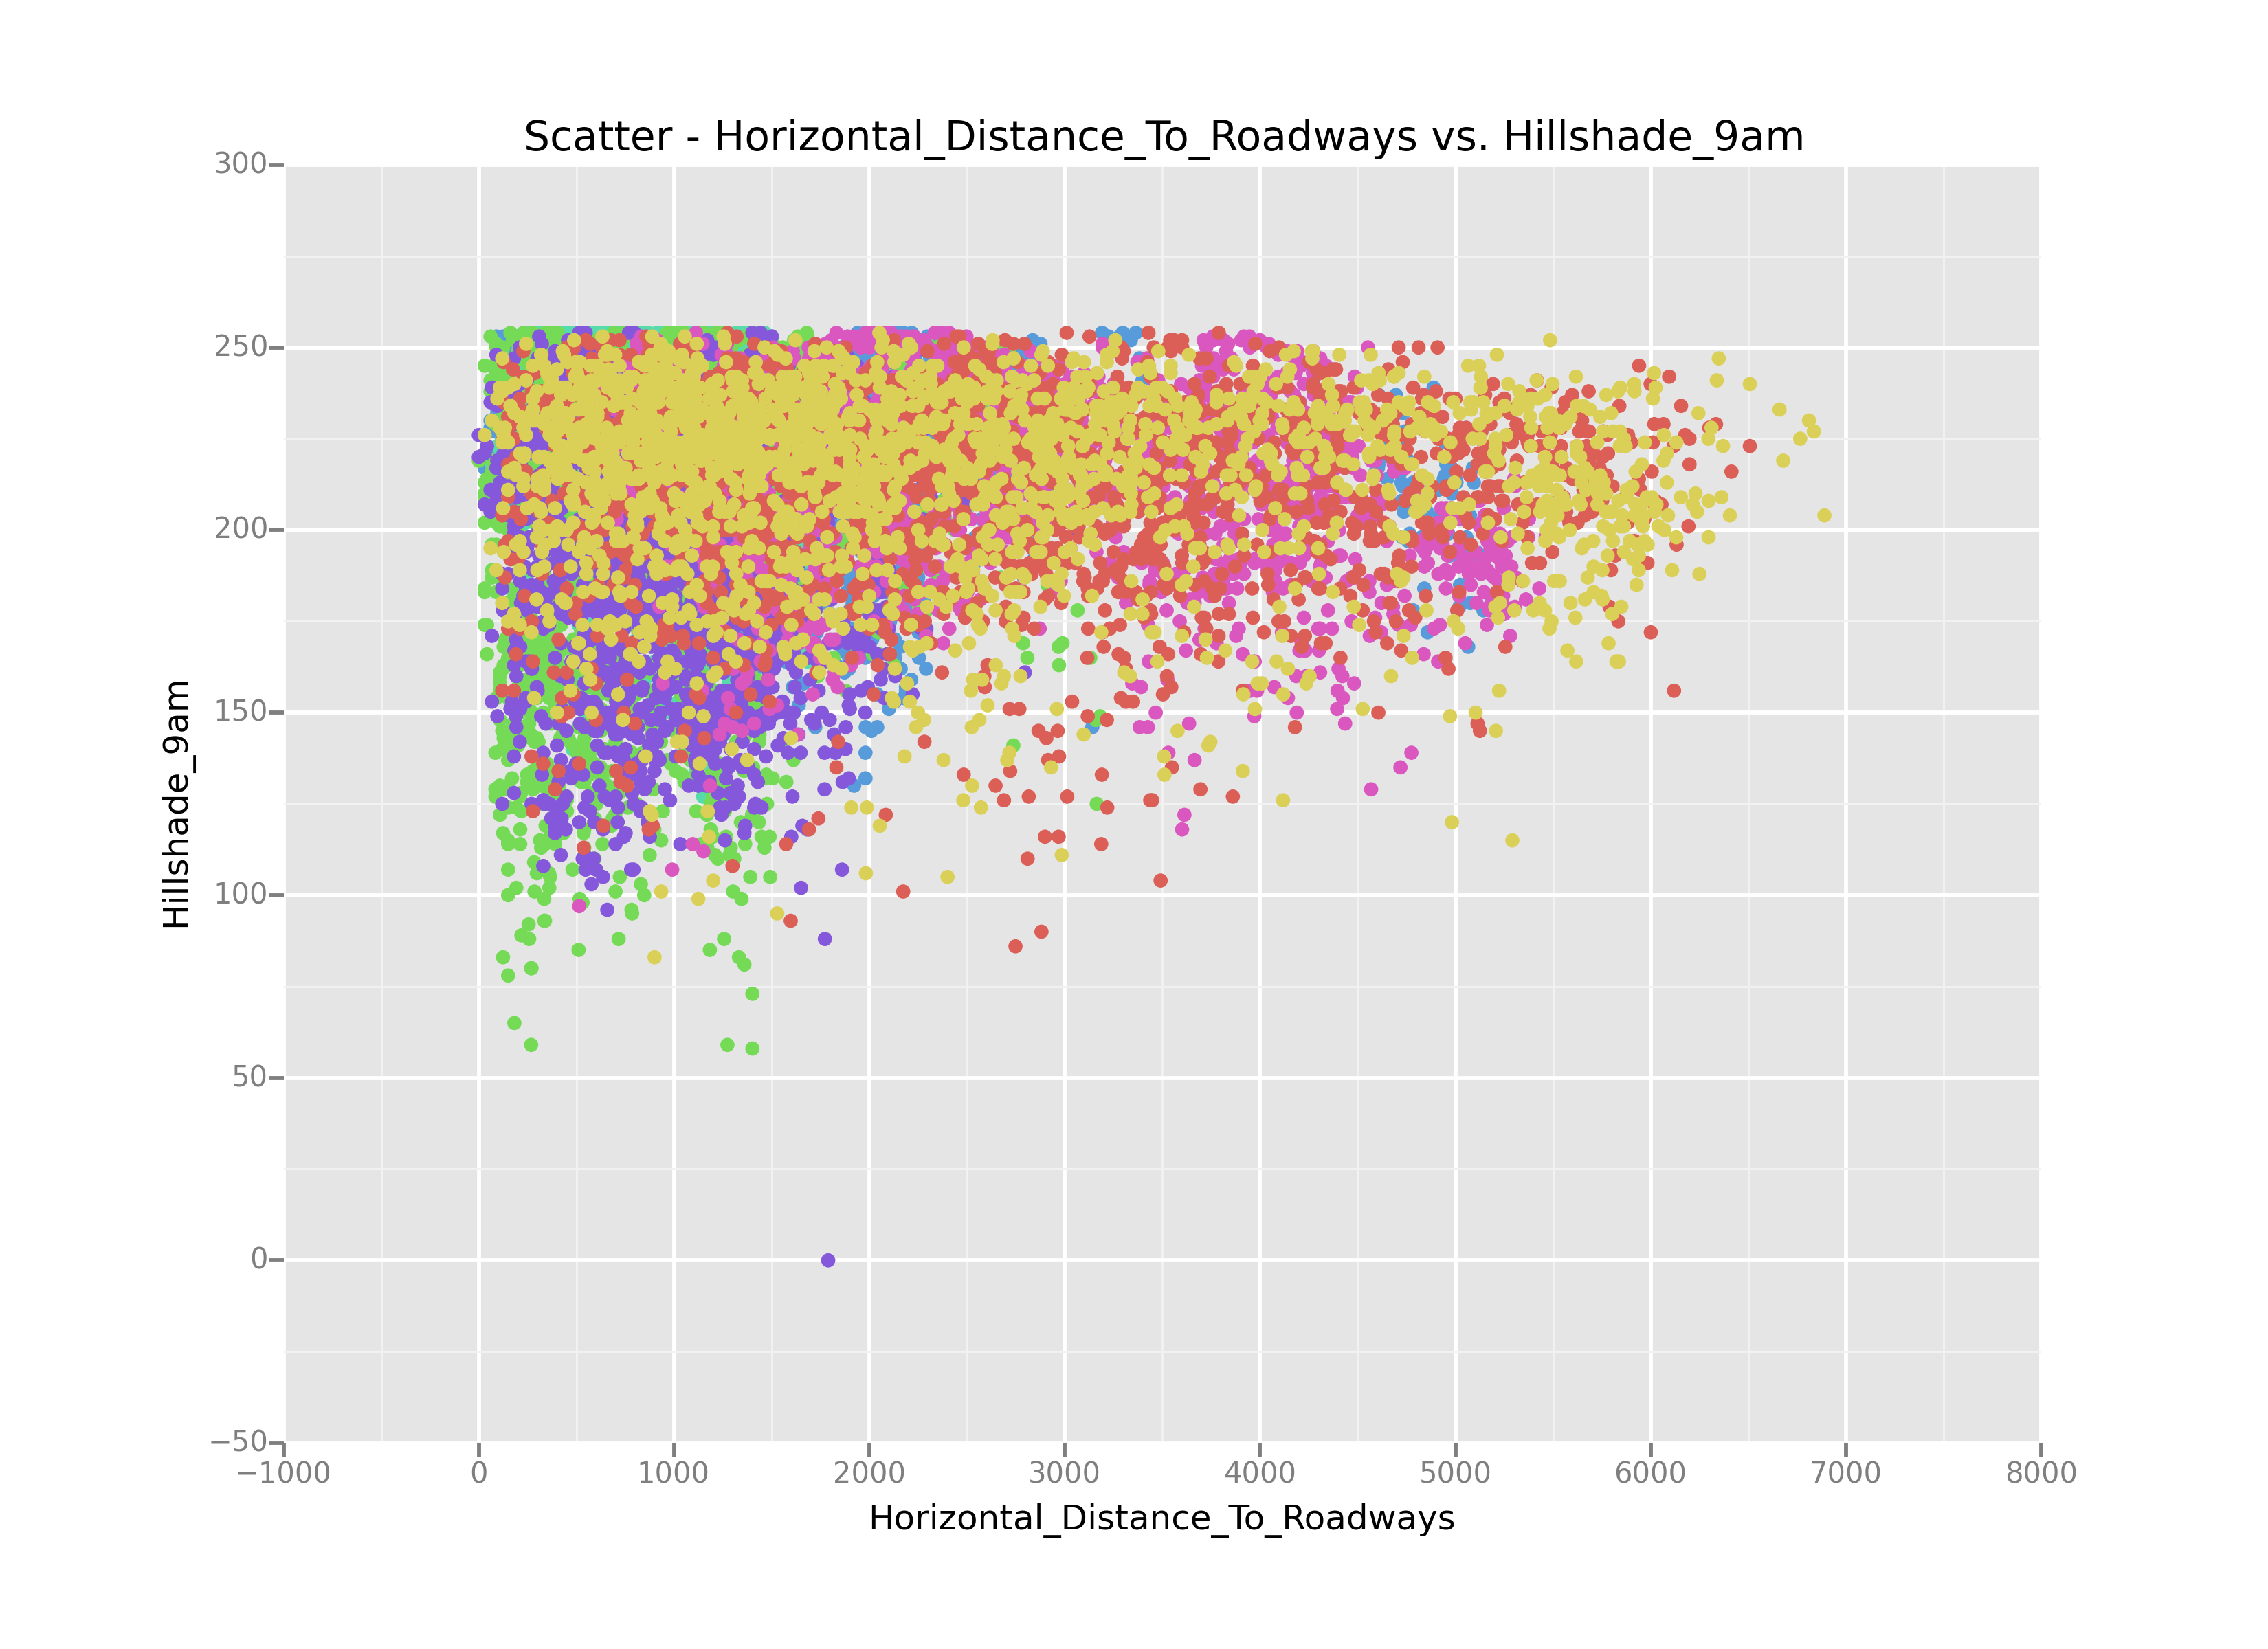 Scatter - Horizontal_Distance_To_Roadways vs. Hillshade_9am
300
250
200
150
100
50
0
−50
Hillshade_9am
−1000 0 1000 2000 3000 4000 5000 6000 7000 8000
Horizontal_Distance_To_Roadways